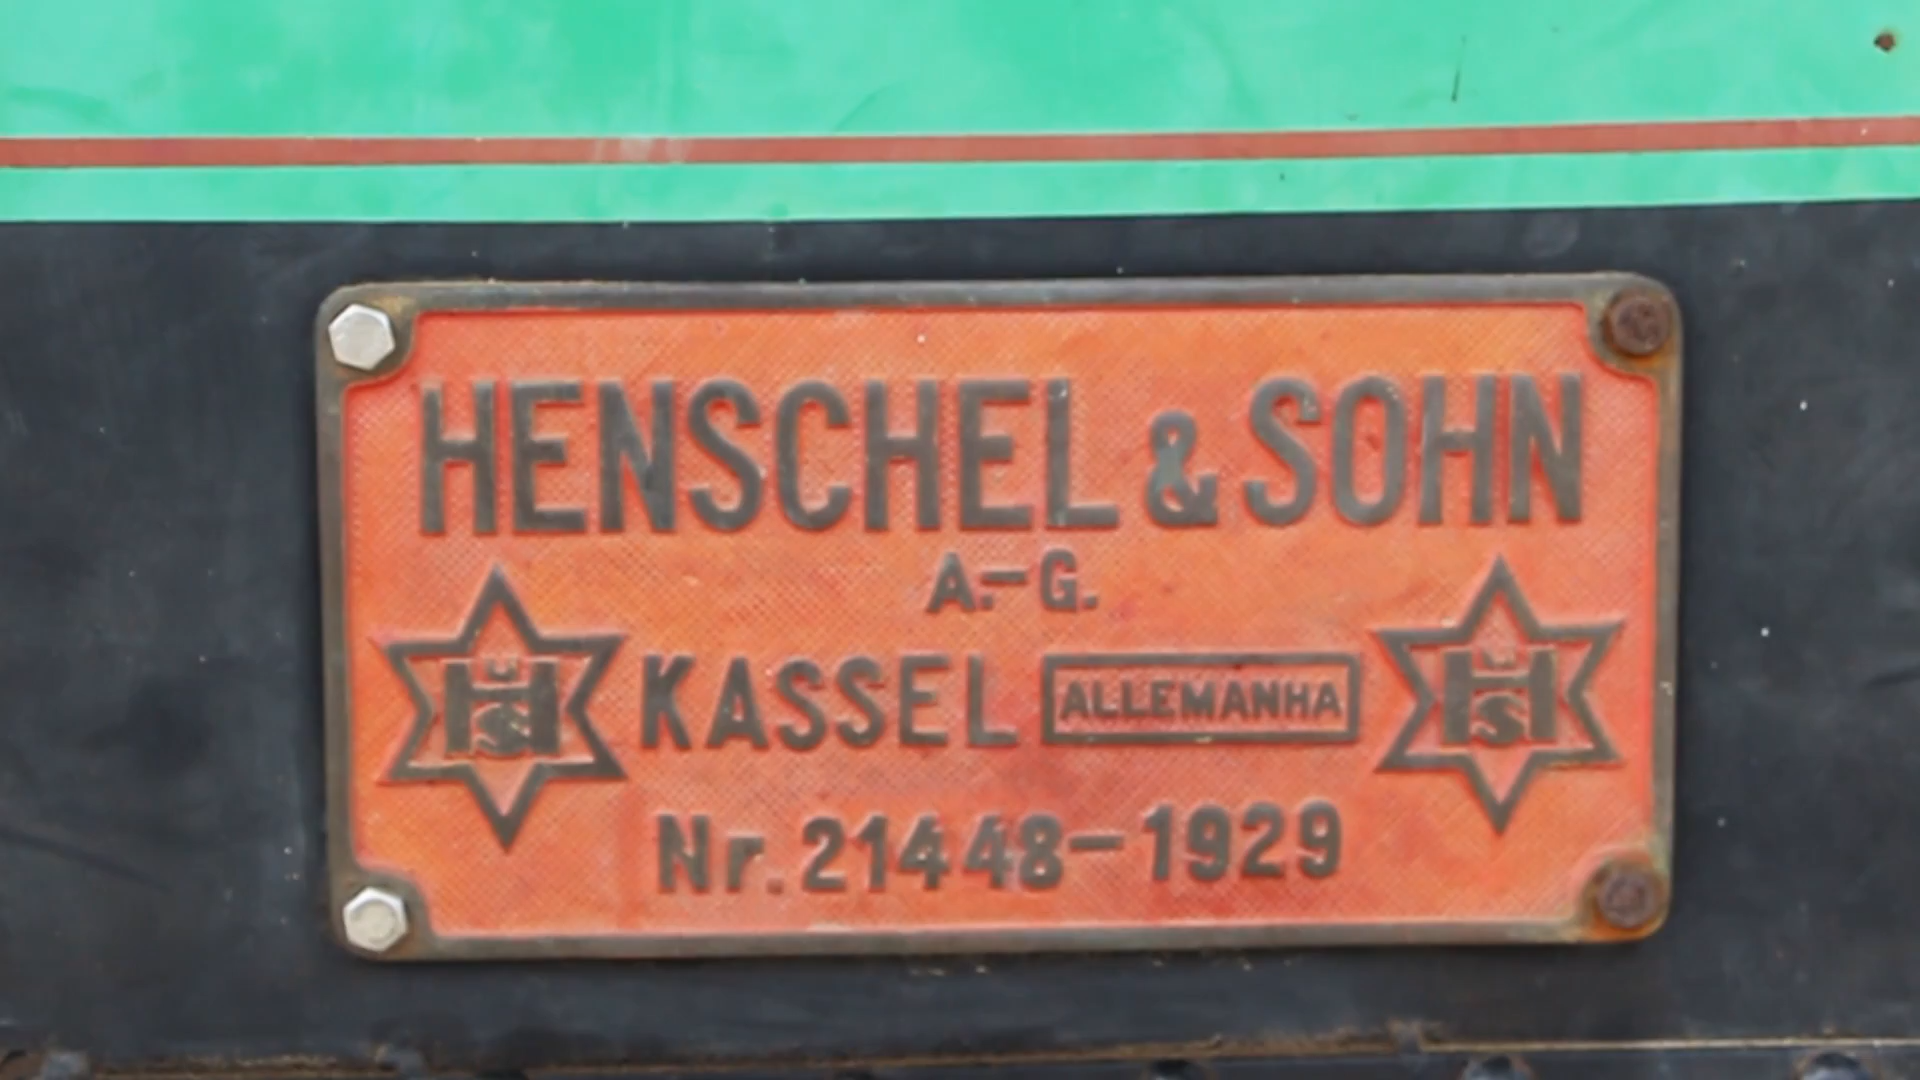 HENSCHEL & SOHN
A.-G.
KASSEL ALLEMANHA
Nr. 21448-1929